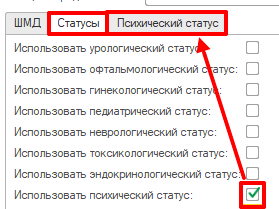 ШМД Статусы Психический статус
Использовать урологический статус:
Использовать офтальмологический статус:
Использовать гинекологический статус:
Использовать педиатрический статус:
Использовать неврологический статус:
Использовать токсикологический статус:
Использовать эндокринологический статус:
Использовать психический статус: